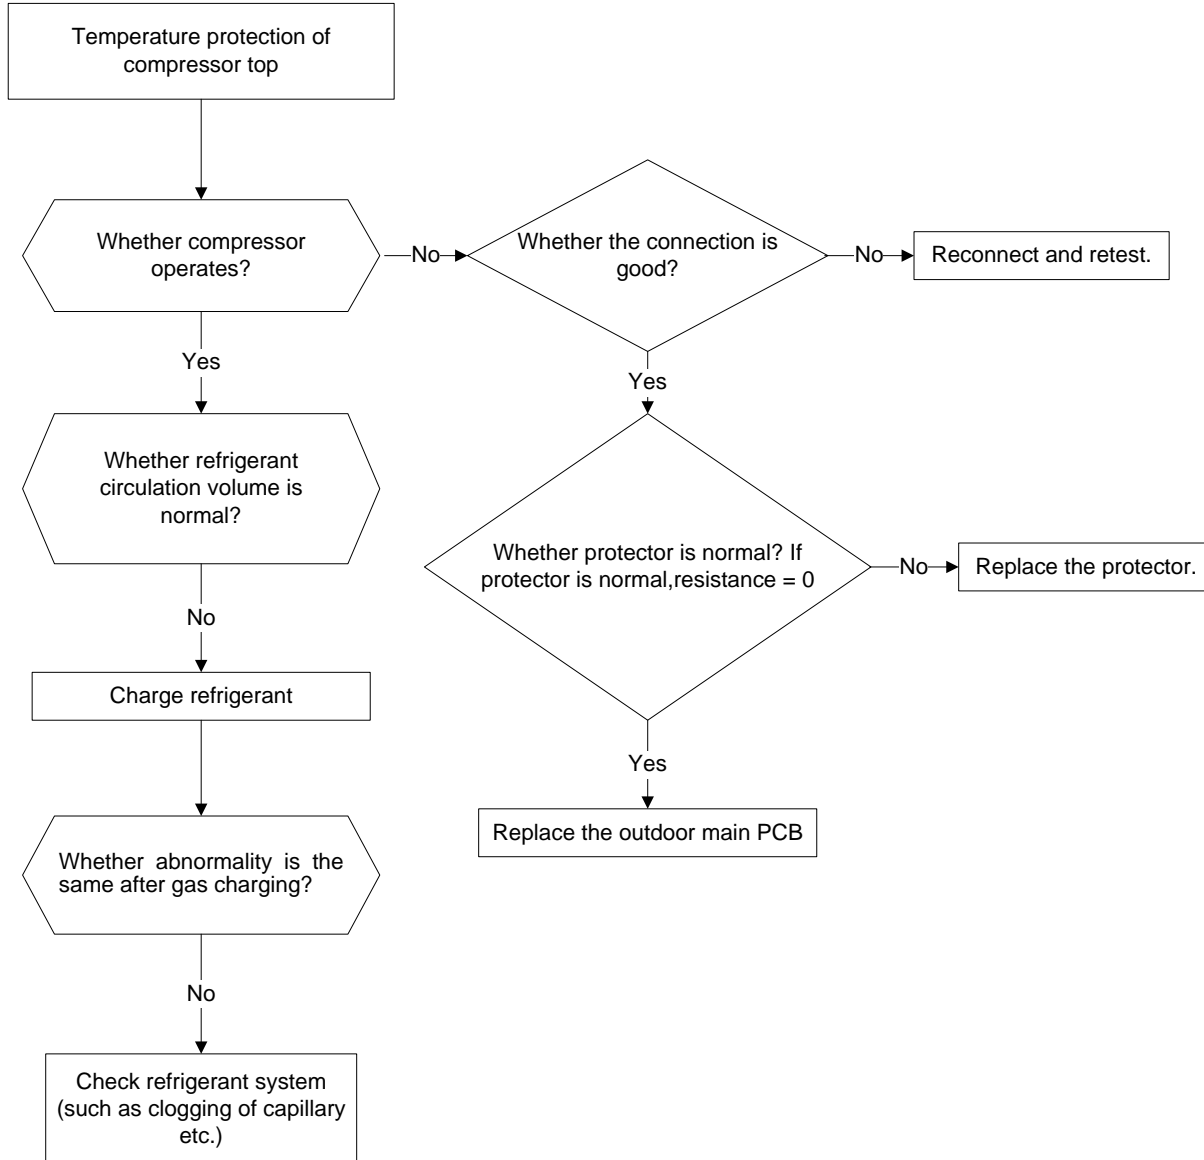 Temperature protection of
compressor top
Whether compressor
operates?
No
Whether the connection is
good?
No
Reconnect and retest.
Yes
Yes
Whether refrigerant
circulation volume is
normal?
Whether protector is normal? If
protector is normal,resistance = 0
No
Replace the protector.
No
Charge refrigerant
Yes
Replace the outdoor main PCB
Whether abnormality is the
same after gas charging?
No
Check refrigerant system
(such as clogging of capillary
etc.)